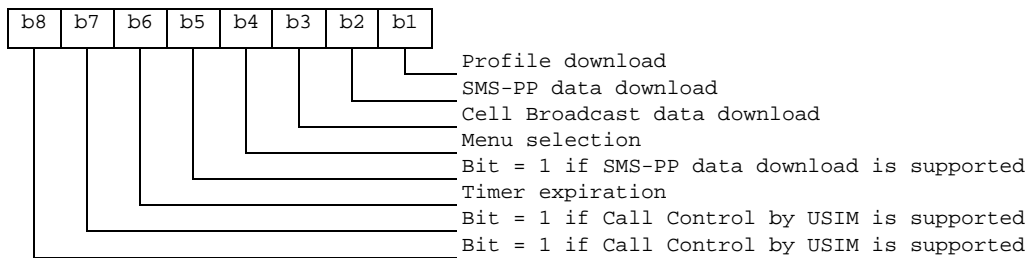 b8 b7 b6 b5 b4 b3 b2 b1
Profile download
SMS-PP data download
Cell Broadcast data download
Menu selection
Bit = 1 if SMS-PP data download is supported
Timer expiration
Bit = 1 if Call Control by USIM is supported
Bit = 1 if Call Control by USIM is supported